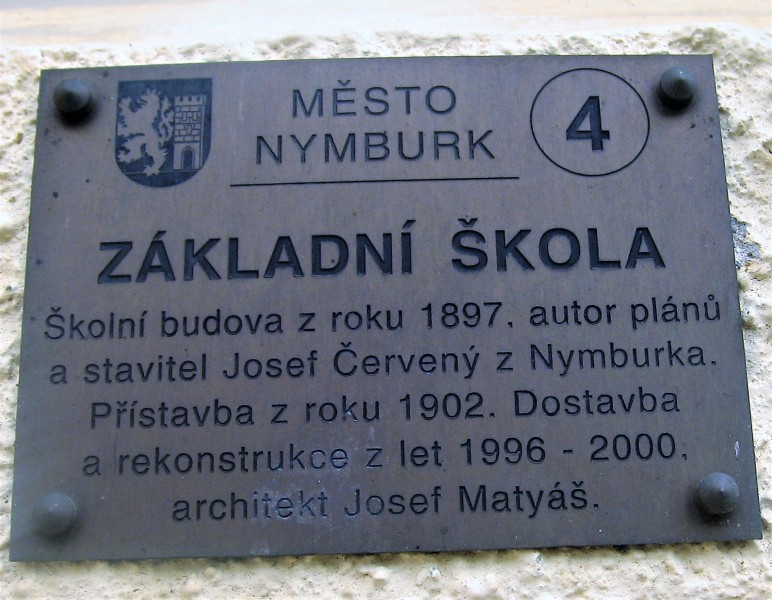 MĚSTO
NYMBURK
4
ZÁKLADNÍ ŠKOLA
Školní budova z roku 1897, autor plánů
a stavitel Josef Červený z Nymburka.
Přístavba z roku 1902. Dostavba
a rekonstrukce z let 1996 - 2000,
architekt Josef Matyáš.